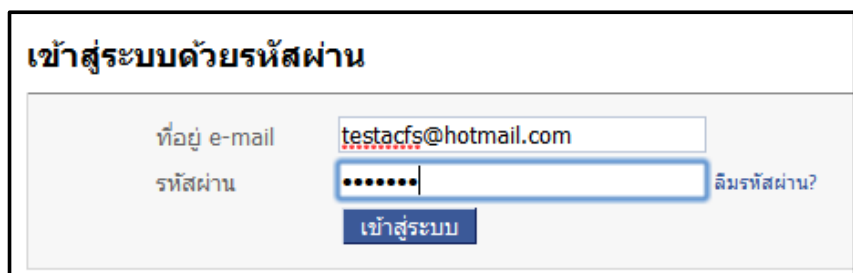 เข้าสู่ระบบด้วยรหัสผ่าน
ที่อยู่ e-mail testacfs@hotmail.com
รหัสผ่าน ••••••• ลืมรหัสผ่าน?
เข้าสู่ระบบ